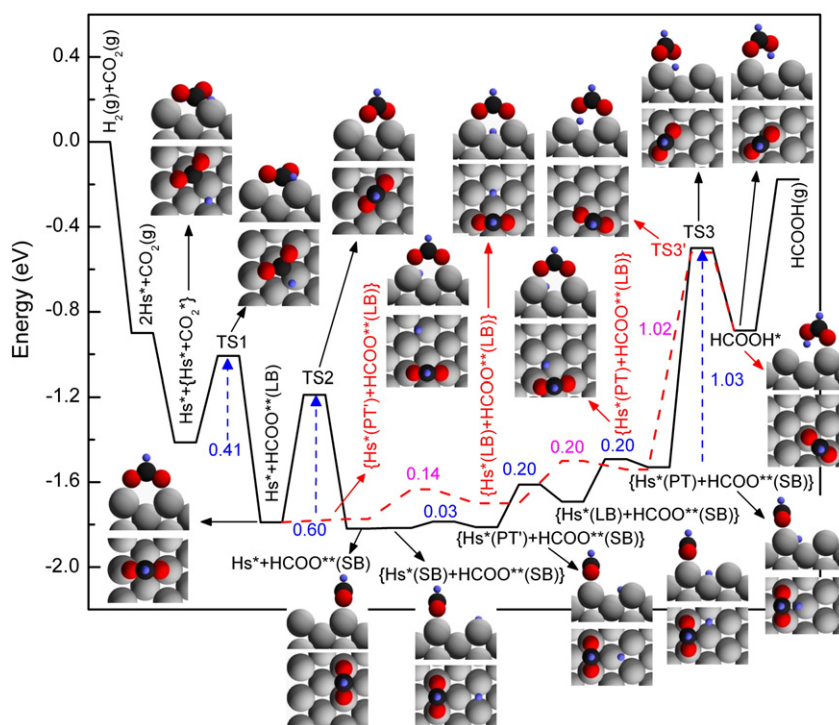 Energy (eV)
0.4
0.0
-0.4
-0.8
-1.2
-1.6
-2.0
H2(g)+CO2(g)
2Hs*+CO2(g)
Hs*+{Hs*+CO2*}
TS1
0.41
Hs*+HCOO**(LB)
TS2
0.60
{Hs*(PT')+HCOO**(LB)}
0.14
{Hs*(LB)+HCOO**(LB)}
0.20
{Hs*(PT)+HCOO**(LB)}
1.02
TS3'
TS3
1.03
HCOOH*
HCOOH(g)
Hs*+HCOO**(SB)
0.03
{Hs*(SB)+HCOO**(SB)}
0.20
{Hs*(PT')+HCOO**(SB)}
0.20
{Hs*(LB)+HCOO**(SB)}
{Hs*(PT)+HCOO**(SB)}